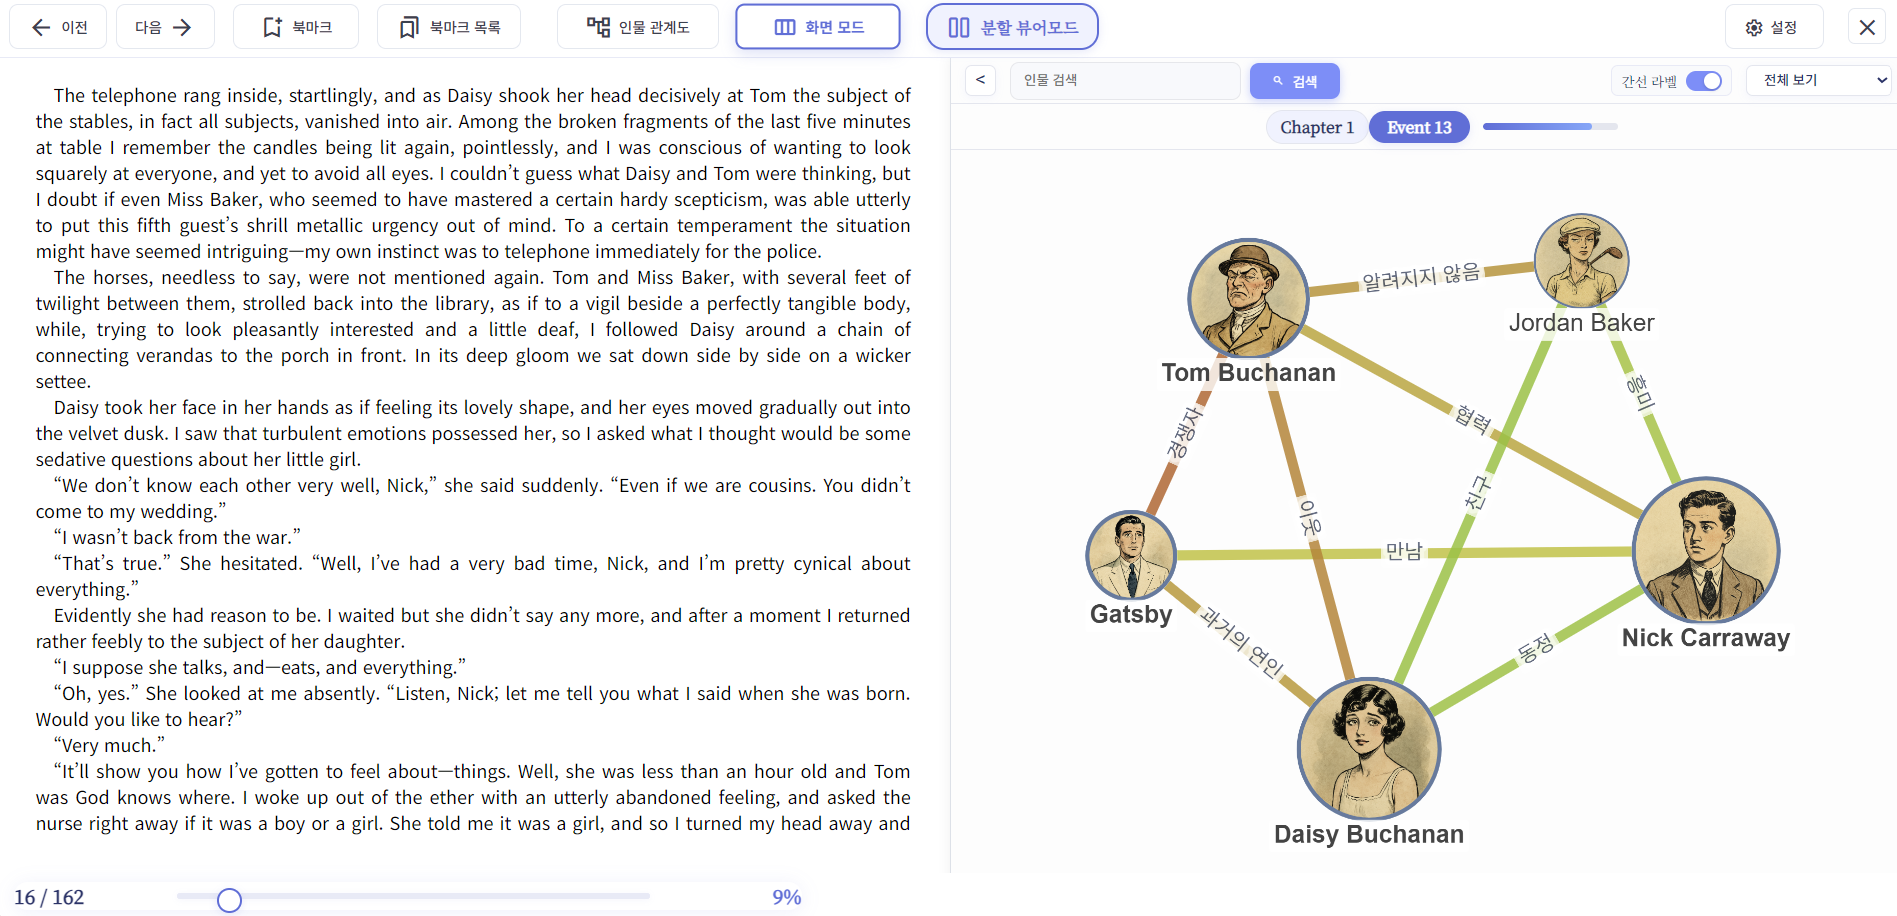 이전
다음
북마크
북마크 목록
인물 관계도
화면 모드
분할 뷰어모드
설정
The telephone rang inside, startlingly, and as Daisy shook her head decisively at Tom the subject of
the stables, in fact all subjects, vanished into air. Among the broken fragments of the last five minutes
at table I remember the candles being lit again, pointlessly, and I was conscious of wanting to look
squarely at everyone, and yet to avoid all eyes. I couldn’t guess what Daisy and Tom were thinking, but
I doubt if even Miss Baker, who seemed to have mastered a certain hardy scepticism, was able utterly
to put this fifth guest’s shrill metallic urgency out of mind. To a certain temperament the situation
might have seemed intriguing—my own instinct was to telephone immediately for the police.
The horses, needless to say, were not mentioned again. Tom and Miss Baker, with several feet of
twilight between them, strolled back into the library, as if to a vigil beside a perfectly tangible body,
while, trying to look pleasantly interested and a little deaf, I followed Daisy around a chain of
connecting verandas to the porch in front. In its deep gloom we sat down side by side on a wicker
settee.
Daisy took her face in her hands as if feeling its lovely shape, and her eyes moved gradually out into
the velvet dusk. I saw that turbulent emotions possessed her, so I asked what I thought would be some
sedative questions about her little girl.
“We don’t know each other very well, Nick,” she said suddenly. “Even if we are cousins. You didn’t
come to my wedding.”
“I wasn’t back from the war.”
“That’s true.” She hesitated. “Well, I’ve had a very bad time, Nick, and I’m pretty cynical about
everything.”
Evidently she had reason to be. I waited but she didn’t say any more, and after a moment I returned
rather feebly to the subject of her daughter.
“I suppose she talks, and—eats, and everything.”
“Oh, yes.” She looked at me absently. “Listen, Nick; let me tell you what I said when she was born.
Would you like to hear?”
“Very much.”
“It’ll show you how I’ve gotten to feel about—things. Well, she was less than an hour old and Tom
was God knows where. I woke up out of the ether with an utterly abandoned feeling, and asked the
nurse right away if it was a boy or a girl. She told me it was a girl, and so I turned my head away and
16 / 162
9%
<
인물 검색
검색
간선 라벨
전체 보기
Chapter 1
Event 13
알려지지 않음
Jordan Baker
Tom Buchanan
흥미
협력
경쟁자
친구
이웃
만남
Gatsby
과거의 연인
동정
Nick Carraway
Daisy Buchanan